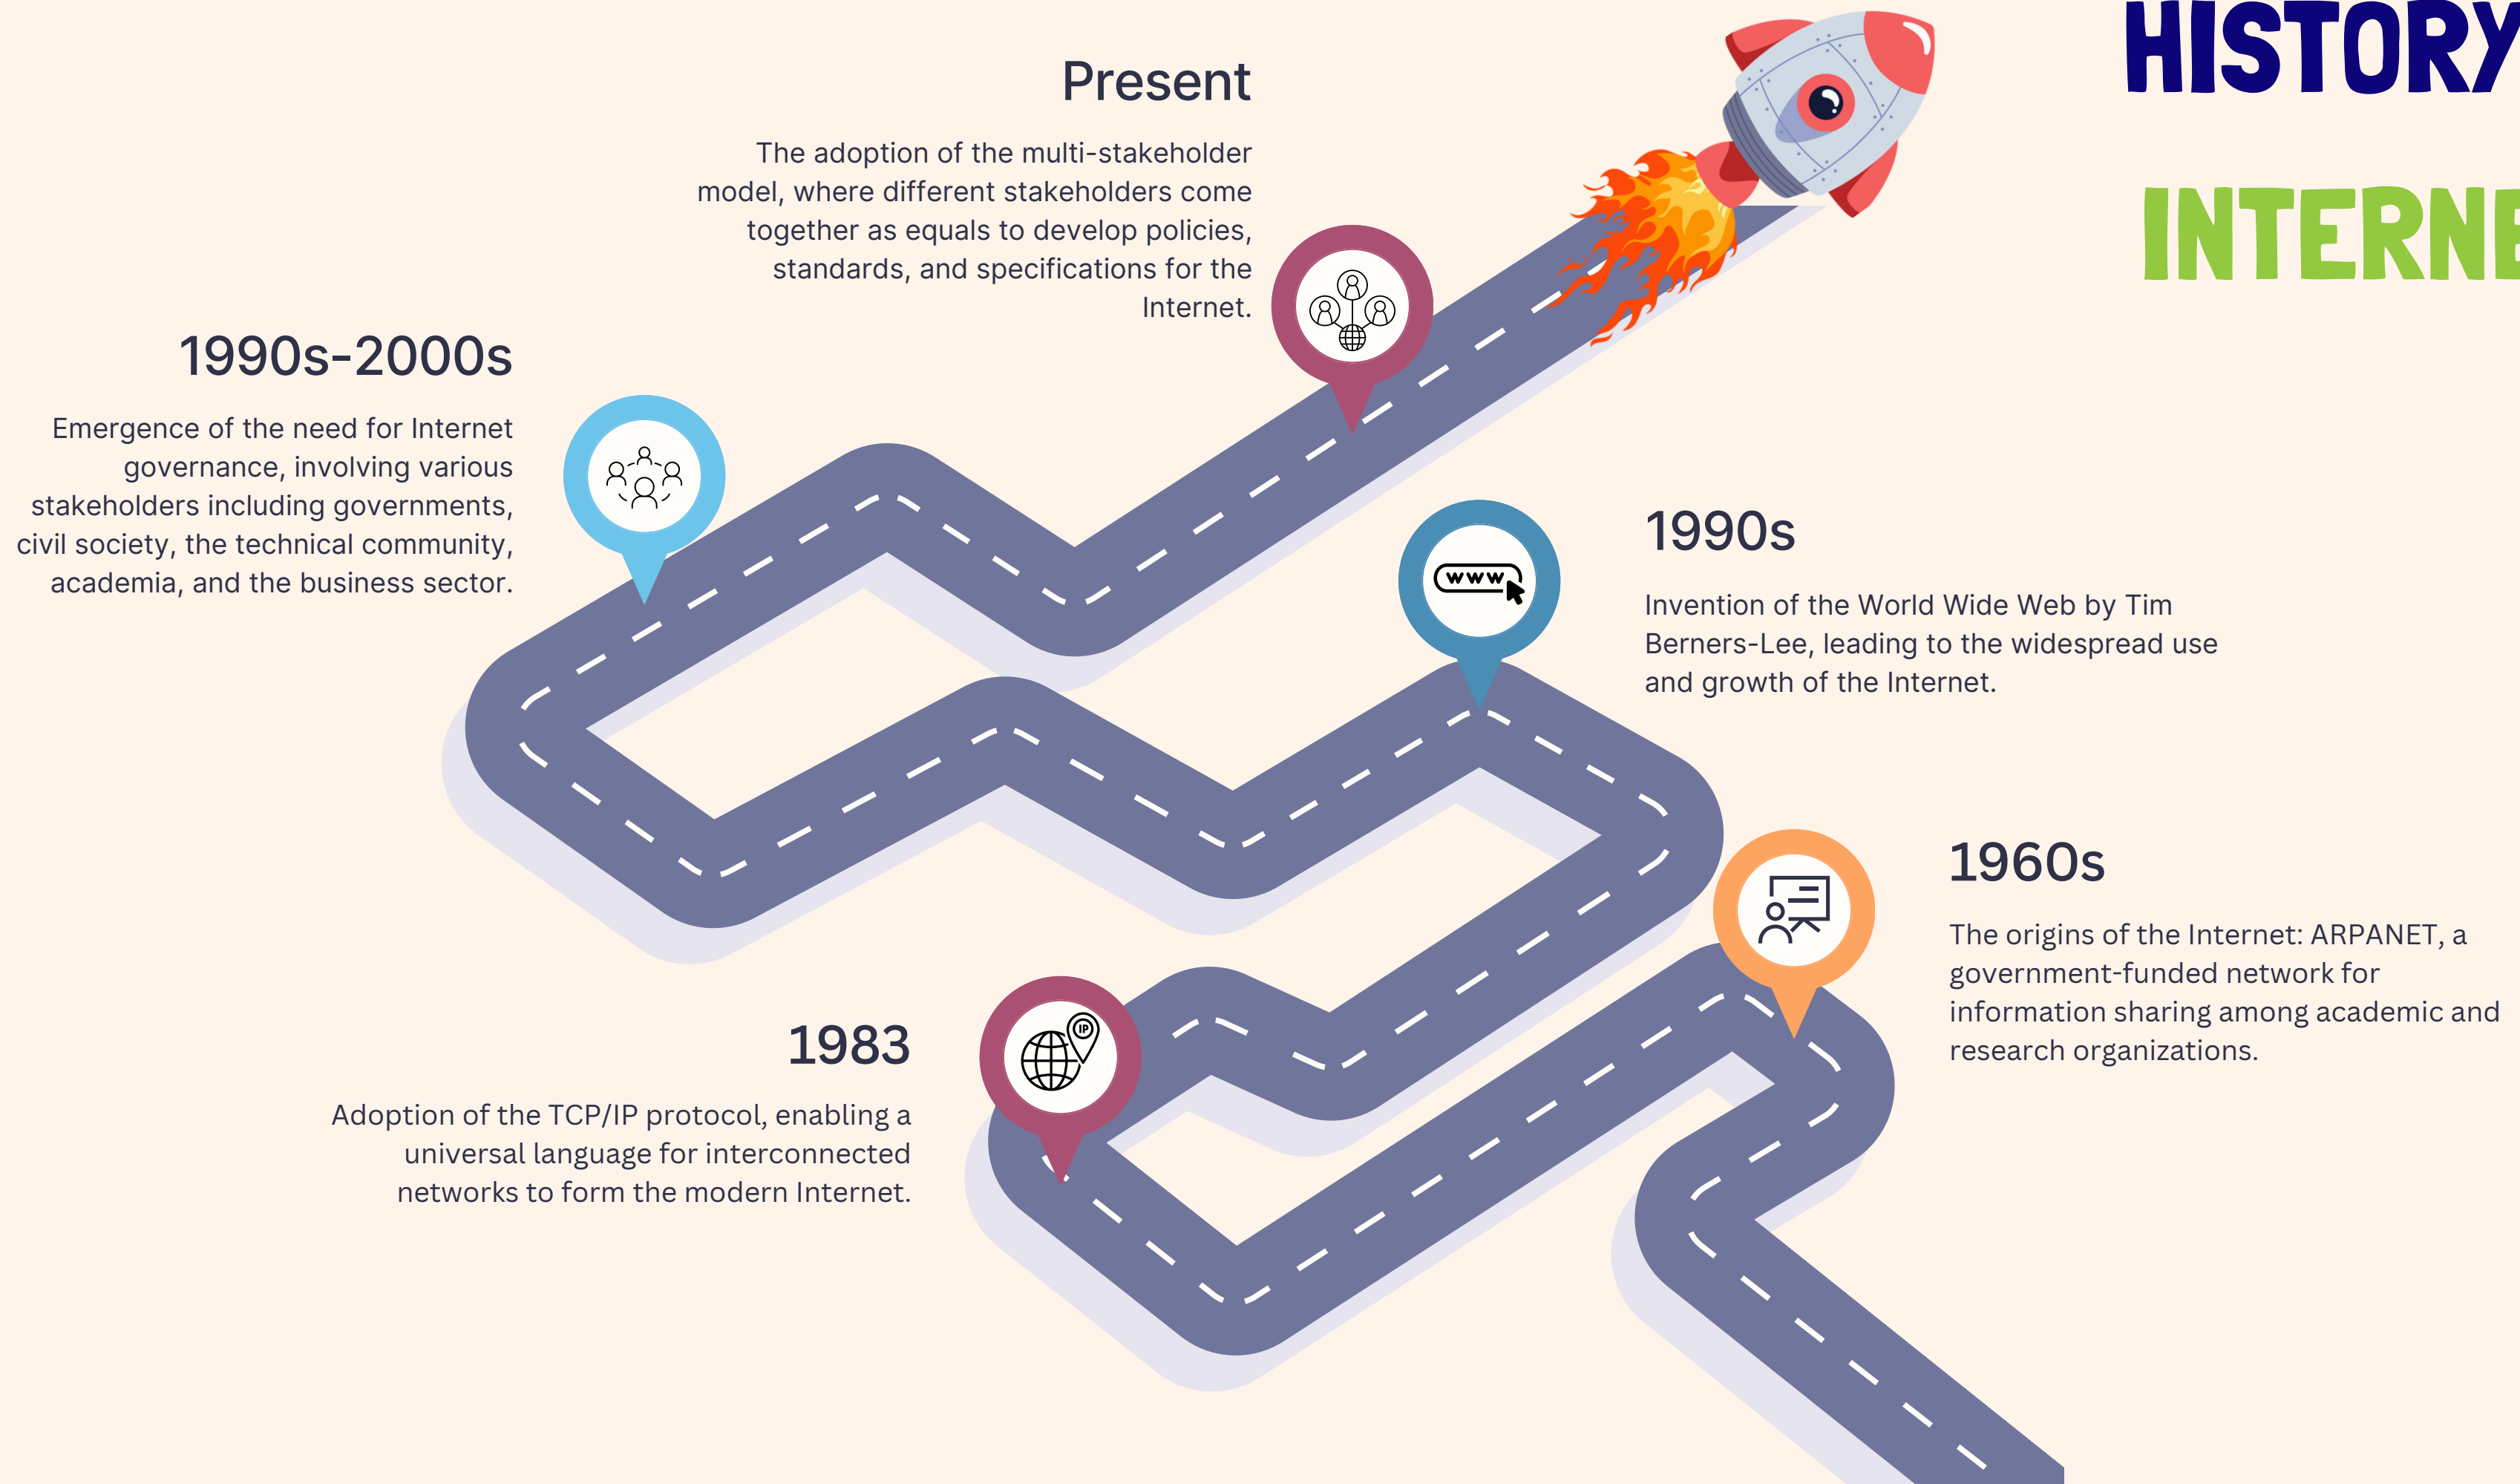 HISTORY
INTERNE
Present
The adoption of the multi-stakeholder
model, where different stakeholders come
together as equals to develop policies,
standards, and specifications for the
Internet.
1990s-2000s
Emergence of the need for Internet
governance, involving various
stakeholders including governments,
civil society, the technical community,
academia, and the business sector.
www
1990s
Invention of the World Wide Web by Tim
Berners-Lee, leading to the widespread use
and growth of the Internet.
1960s
The origins of the Internet: ARPANET, a
government-funded network for
information sharing among academic and
research organizations.
IP
1983
Adoption of the TCP/IP protocol, enabling a
universal language for interconnected
networks to form the modern Internet.